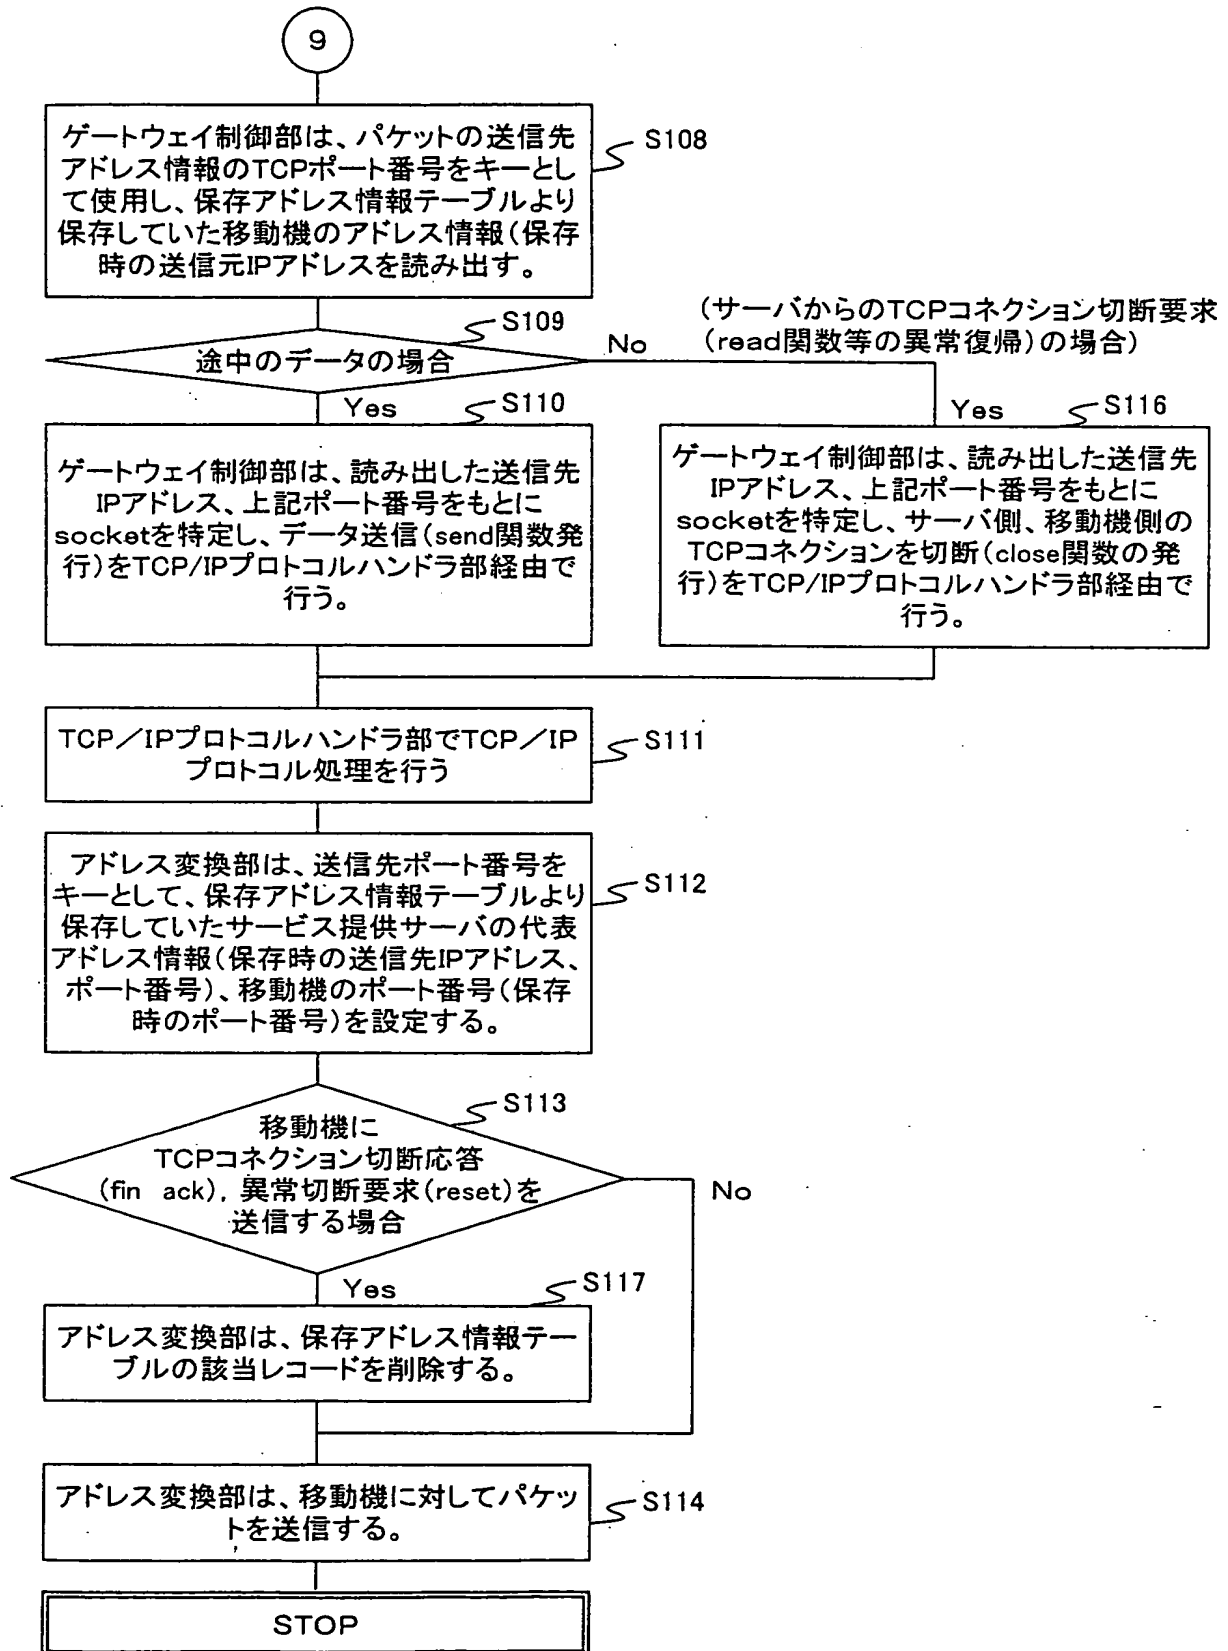 9
ゲートウェイ制御部は、パケットの送信先
アドレス情報のTCPポート番号をキーとし
て使用し、保存アドレス情報テーブルより
保存していた移動機のアドレス情報(保存
時の送信元IPアドレスを読み出す。
S108
S109
途中のデータの場合
No
(サーバからのTCPコネクション切断要求
(read関数等の異常復帰)の場合)
Yes
S110
Yes
S116
ゲートウェイ制御部は、読み出した送信先
IPアドレス、上記ポート番号をもとに
socketを特定し、データ送信(send関数発
行)をTCP/IPプロトコルハンドラ部経由で
行う。
ゲートウェイ制御部は、読み出した送信先
IPアドレス、上記ポート番号をもとに
socketを特定し、サーバ側、移動機側の
TCPコネクションを切断(close関数の発
行)をTCP/IPプロトコルハンドラ部経由で
行う。
TCP/IPプロトコルハンドラ部でTCP/IP
プロトコル処理を行う
S111
アドレス変換部は、送信先ポート番号を
キーとして、保存アドレス情報テーブルより
保存していたサービス提供サーバの代表
アドレス情報(保存時の送信先IPアドレス、
ポート番号)、移動機のポート番号(保存
時のポート番号)を設定する。
S112
S113
移動機に
TCPコネクション切断応答
(fin ack), 異常切断要求(reset)を
送信する場合
No
Yes
S117
アドレス変換部は、保存アドレス情報テー
ブルの該当レコードを削除する。
アドレス変換部は、移動機に対してパケッ
トを送信する。
S114
STOP